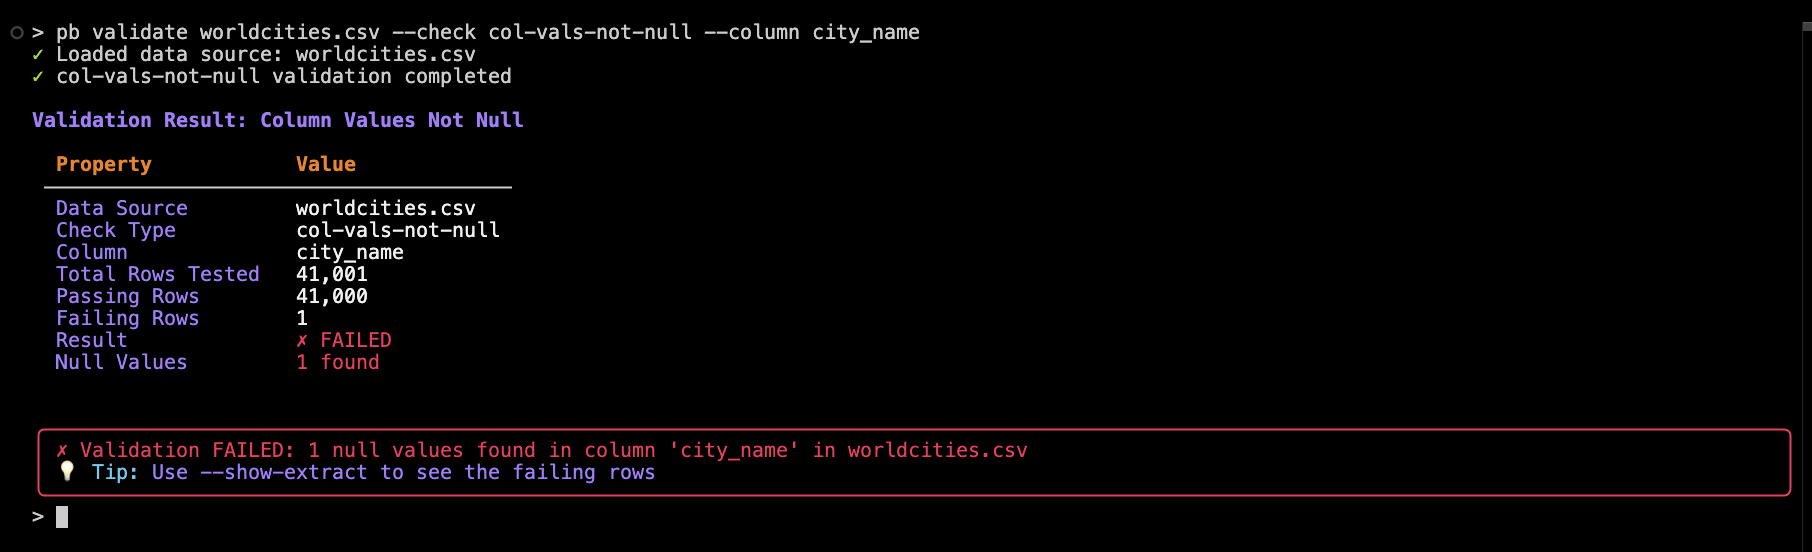 > pb validate worldcities.csv --check col-vals-not-null --column city_name
✓ Loaded data source: worldcities.csv
✓ col-vals-not-null validation completed
Validation Result: Column Values Not Null
Property Value
Data Source worldcities.csv
Check Type col-vals-not-null
Column city_name
Total Rows Tested 41,001
Passing Rows 41,000
Failing Rows 1
Result ✗ FAILED
Null Values 1 found
✗ Validation FAILED: 1 null values found in column 'city_name' in worldcities.csv
💡 Tip: Use --show-extract to see the failing rows
>